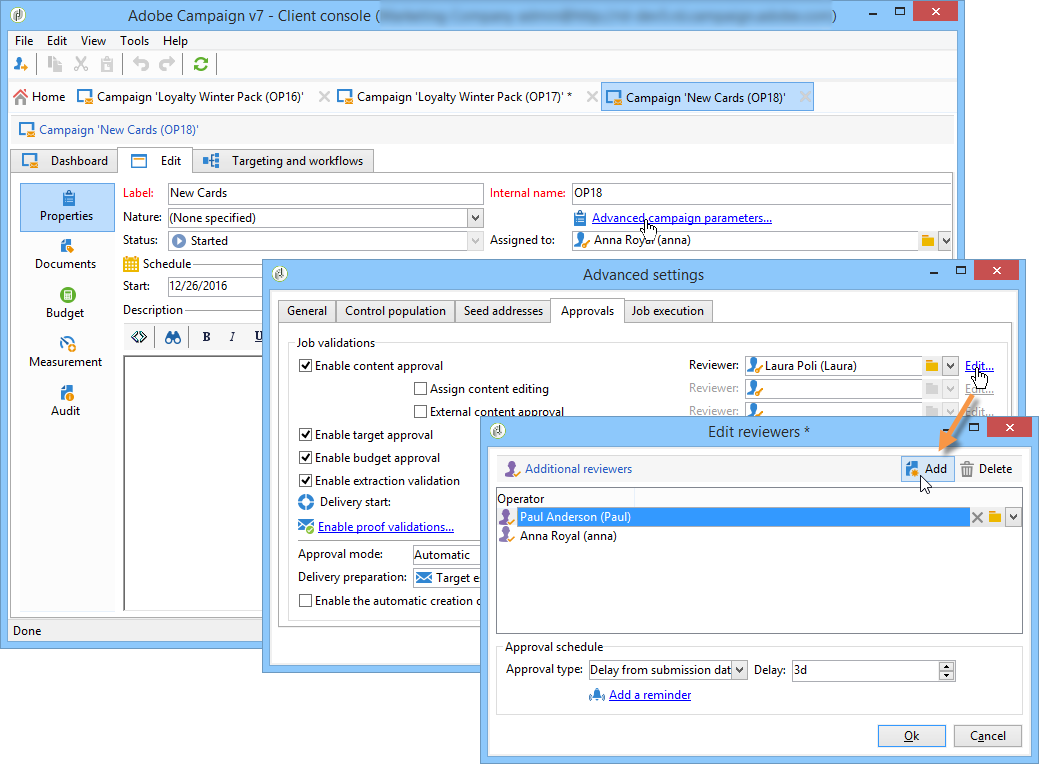 Adobe Campaign v7 - Client console (
)
File Edit View Tools Help
Home Campaign 'Loyalty Winter Pack (OP16)' Campaign 'Loyalty Winter Pack (OP17)' * Campaign 'New Cards (OP18)'
Campaign 'New Cards (OP18)'
Dashboard Edit Targeting and workflows
Properties
Documents
Budget
Measurement
Audit
Label: New Cards Internal name: OP18
Nature: (None specified) Advanced campaign parameters...
Status: Started Assigned to: Anna Royal (anna)
Schedule
Start: 12/26/2016
Description
B I U
Done
Advanced settings
General Control population Seed addresses Approvals Job execution
Job validations
Enable content approval Reviewer: Laura Poli (Laura) Edit...
Assign content editing Reviewer: Edit...
External content approval Reviewer: Edit...
Enable target approval
Enable budget approval
Enable extraction validation
Delivery start:
Enable proof validations...
Approval mode: Automatic
Delivery preparation: Target e
Enable the automatic creation
Edit reviewers *
Additional reviewers Add Delete
Operator
Paul Anderson (Paul)
Anna Royal (anna)
Approval schedule
Approval type: Delay from submission dat Delay: 3d
Add a reminder
Ok Cancel